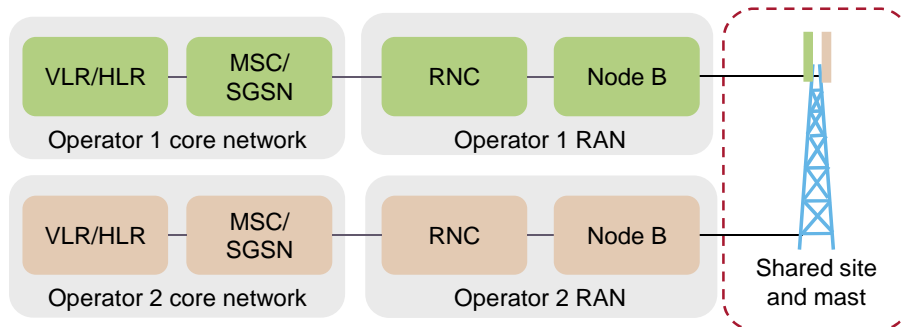 VLR/HLR
MSC/
SGSN
RNC
Node B
Operator 1 core network
Operator 1 RAN
VLR/HLR
MSC/
SGSN
RNC
Node B
Operator 2 core network
Operator 2 RAN
Shared site
and mast